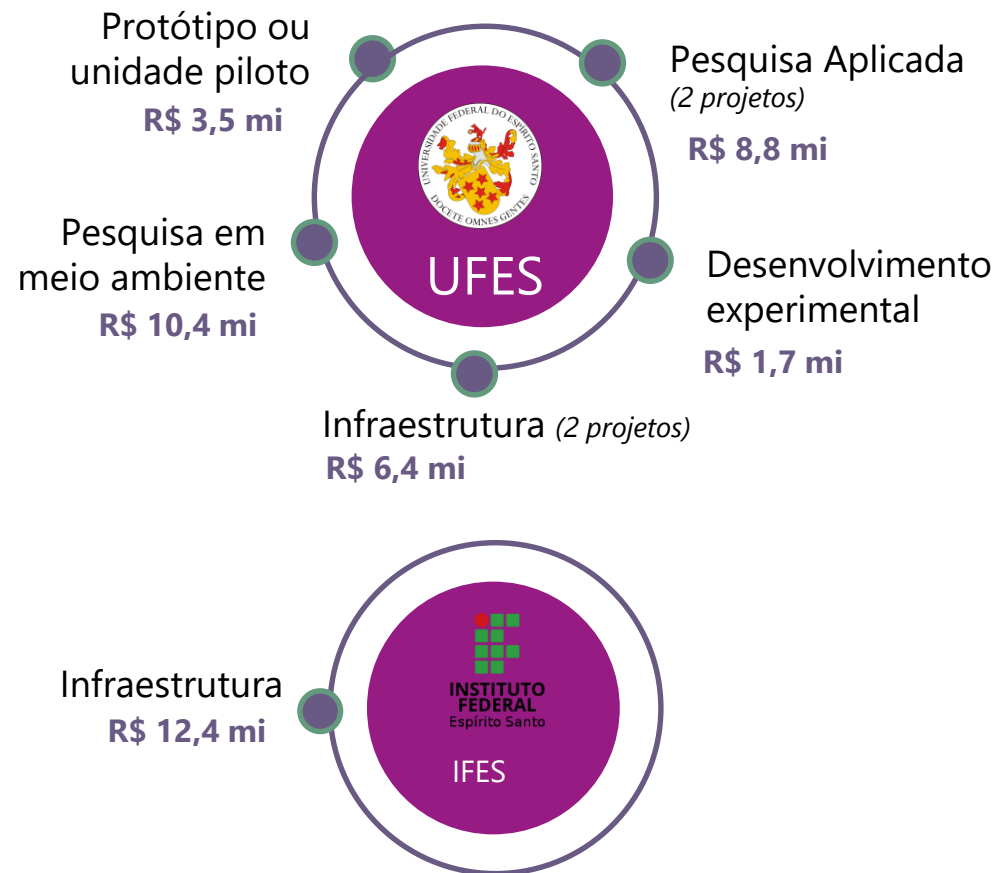 Protótipo ou
unidade piloto
R$ 3,5 mi
Pesquisa Aplicada
(2 projetos)
R$ 8,8 mi
UNIVERSIDADE FEDERAL DO ESPÍRITO SANTO
DOCETE OMNES GENTES
UFES
Pesquisa em
meio ambiente
R$ 10,4 mi
Desenvolvimento
experimental
R$ 1,7 mi
Infraestrutura (2 projetos)
R$ 6,4 mi
INSTITUTO
FEDERAL
Espírito Santo
IFES
Infraestrutura
R$ 12,4 mi